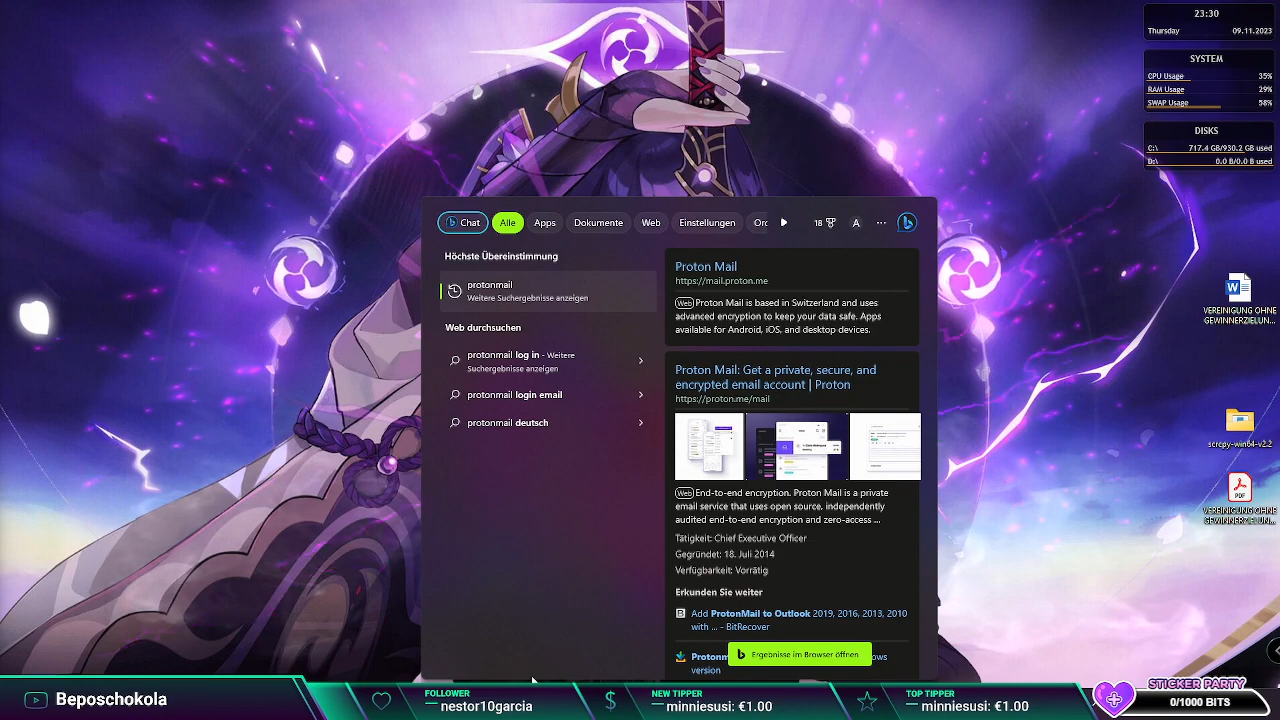 23:30
Thursday 09.11.2023
SYSTEM
CPU Usage 35%
RAM Usage 29%
SWAP Usage 58%
DISKS
C:\ 717.4 GB/930.2 GB used
D:\ 0.0 B/0.0 B used
Chat Alle Apps Dokumente Web Einstellungen Orc 18 A ...
Höchste Übereinstimmung
protonmail
Weitere Suchergebnisse anzeigen
Web durchsuchen
protonmail log in - Weitere
Suchergebnisse anzeigen
protonmail login email
protonmail deutsch
Proton Mail
https://mail.proton.me
Web Proton Mail is based in Switzerland and uses
advanced encryption to keep your data safe. Apps
available for Android, iOS, and desktop devices.
Proton Mail: Get a private, secure, and
encrypted email account | Proton
https://proton.me/mail
Web End-to-end encryption. Proton Mail is a private
email service that uses open source, independently
audited end-to-end encryption and zero-access ...
Tätigkeit: Chief Executive Officer
Gegründet: 18. Juli 2014
Verfügbarkeit: Vorrätig
Erkunden Sie weiter
Add ProtonMail to Outlook 2019, 2016, 2013, 2010
with ... - BitRecover
Ergebnisse im Browser öffnen
version
VEREINIGUNG OHNE
GEWINNERZIELUN...
scrcpy-win64-v2.2
PDF
VEREINIGUNG OHNE
GEWINNERZIELUN...
Beposchokola
FOLLOWER
nestor10garcia
NEW TIPPER
minniesusi: €1.00
TOP TIPPER
minniesusi: €1.00
STICKER PARTY
0/1000 BITS